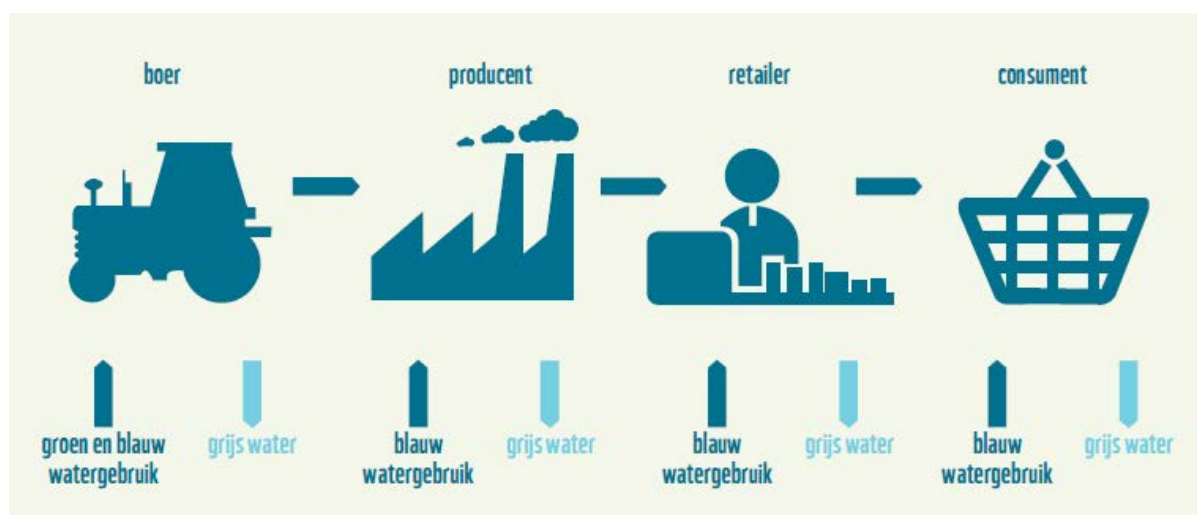 boer
producent
retailer
consument
groen en blauw
watergebruik
grijs water
blauw
watergebruik
grijs water
blauw
watergebruik
grijs water
blauw
watergebruik
grijs water